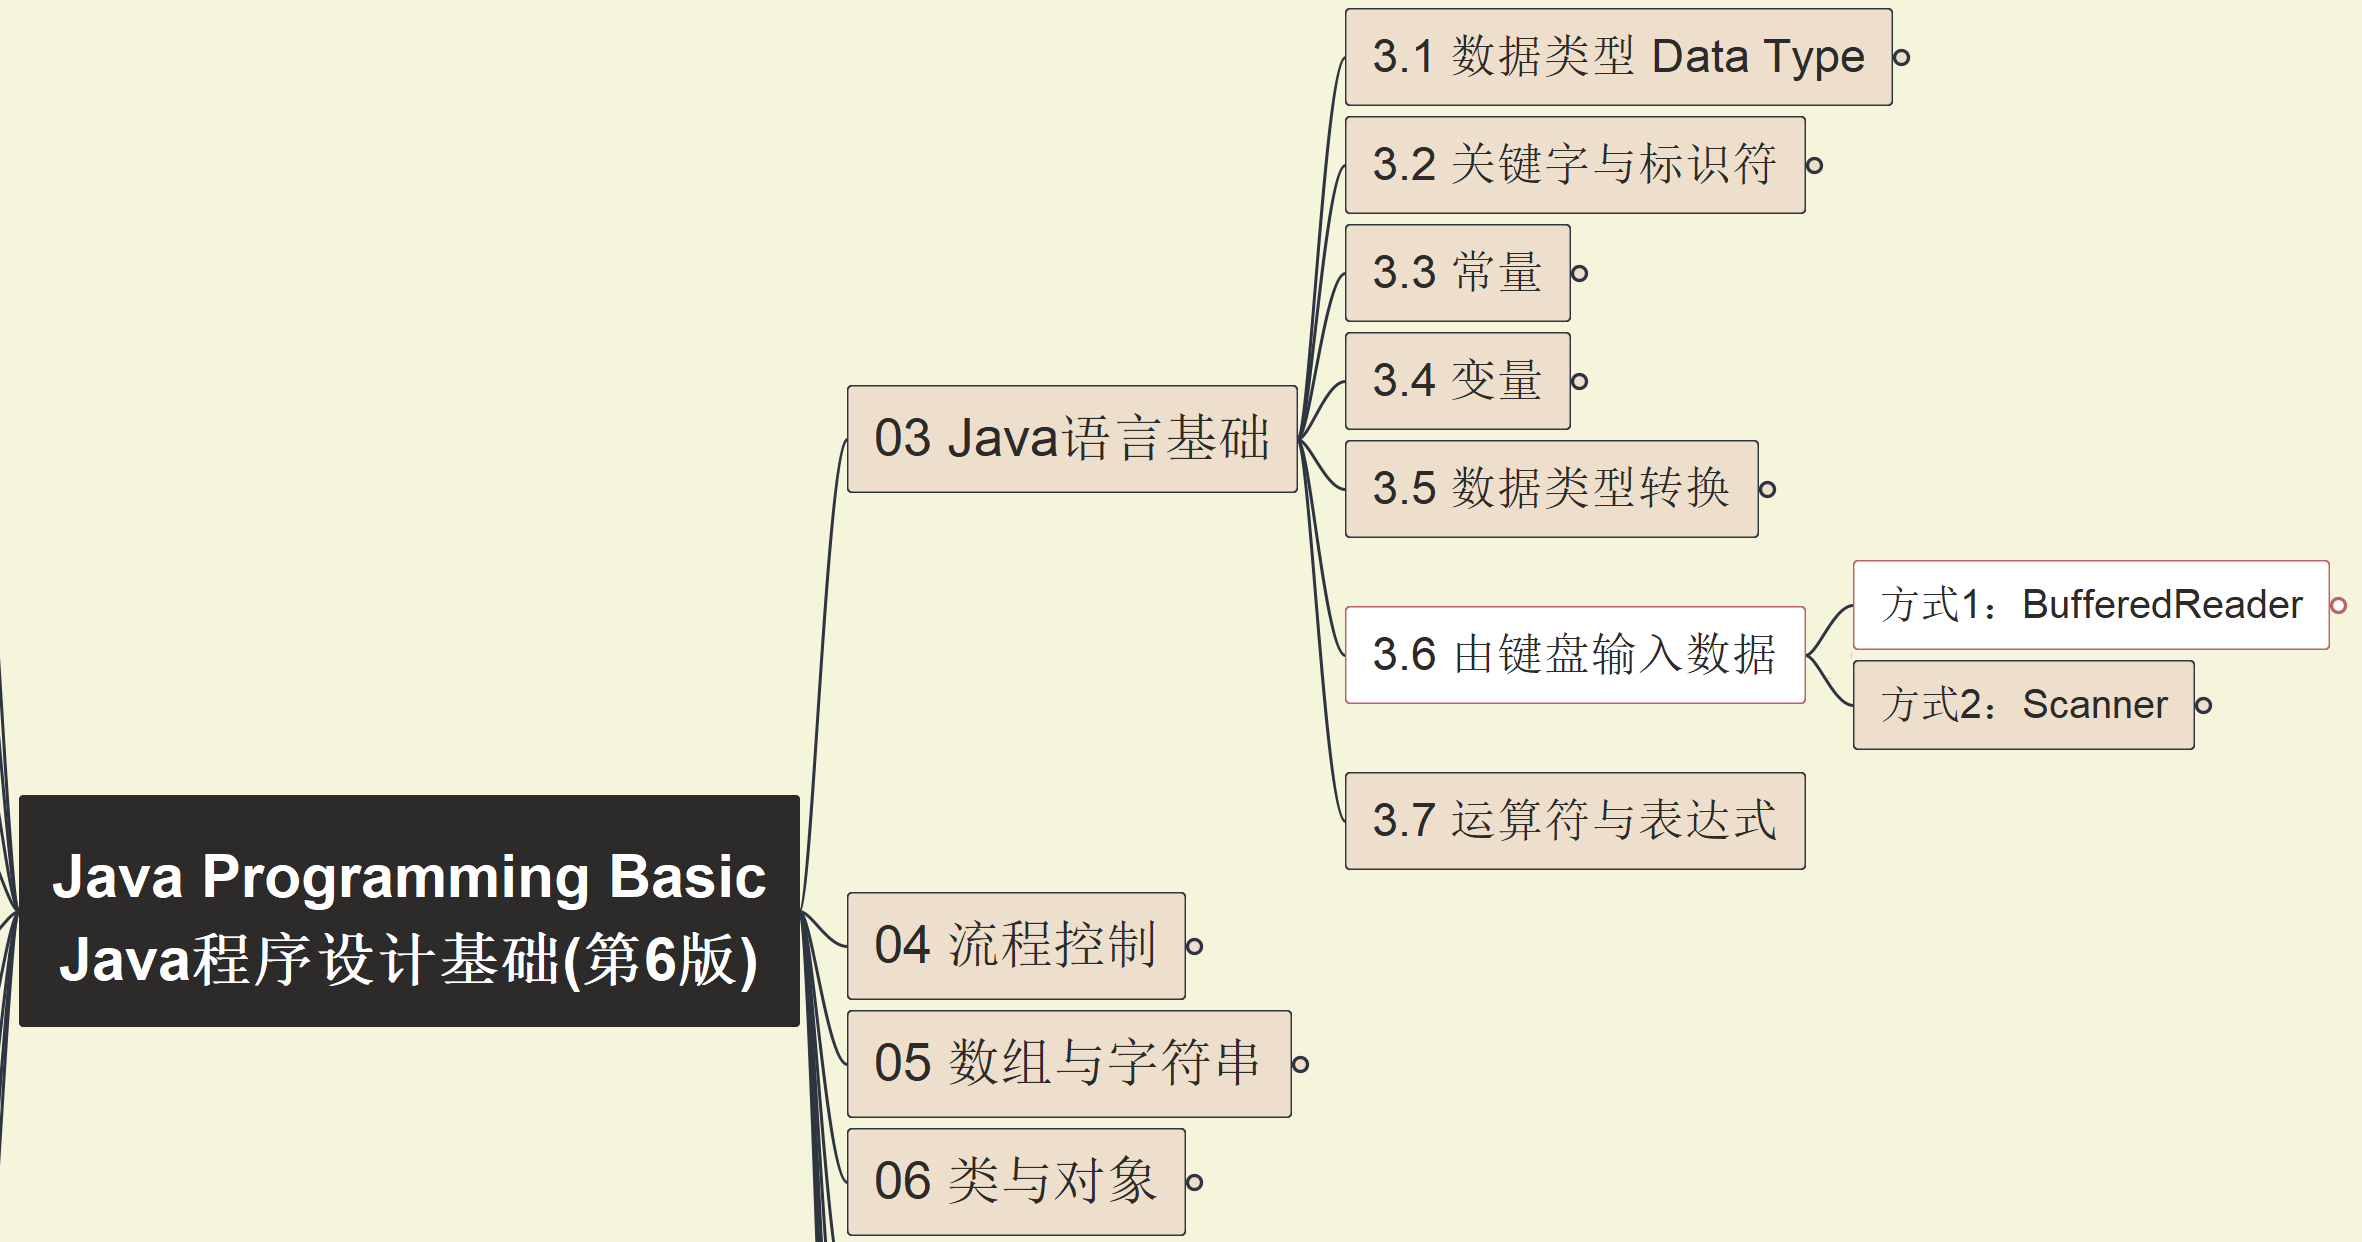 Java Programming Basic
Java程序设计基础(第6版)
03 Java语言基础
3.1 数据类型 Data Type
3.2 关键字与标识符
3.3 常量
3.4 变量
3.5 数据类型转换
3.6 由键盘输入数据
方式1：BufferedReader
方式2：Scanner
3.7 运算符与表达式
04 流程控制
05 数组与字符串
06 类与对象